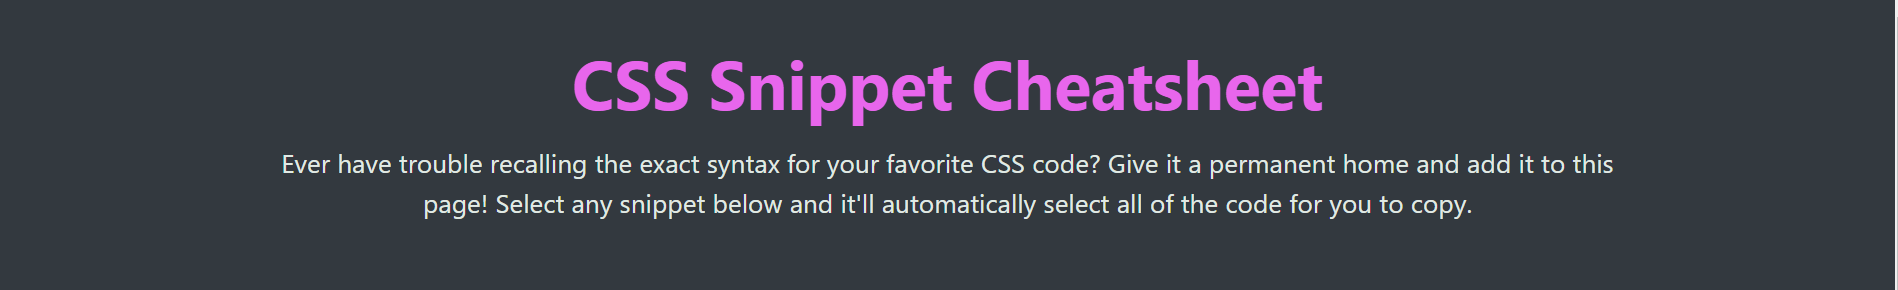 CSS Snippet Cheatsheet
Ever have trouble recalling the exact syntax for your favorite CSS code? Give it a permanent home and add it to this
page! Select any snippet below and it'll automatically select all of the code for you to copy.